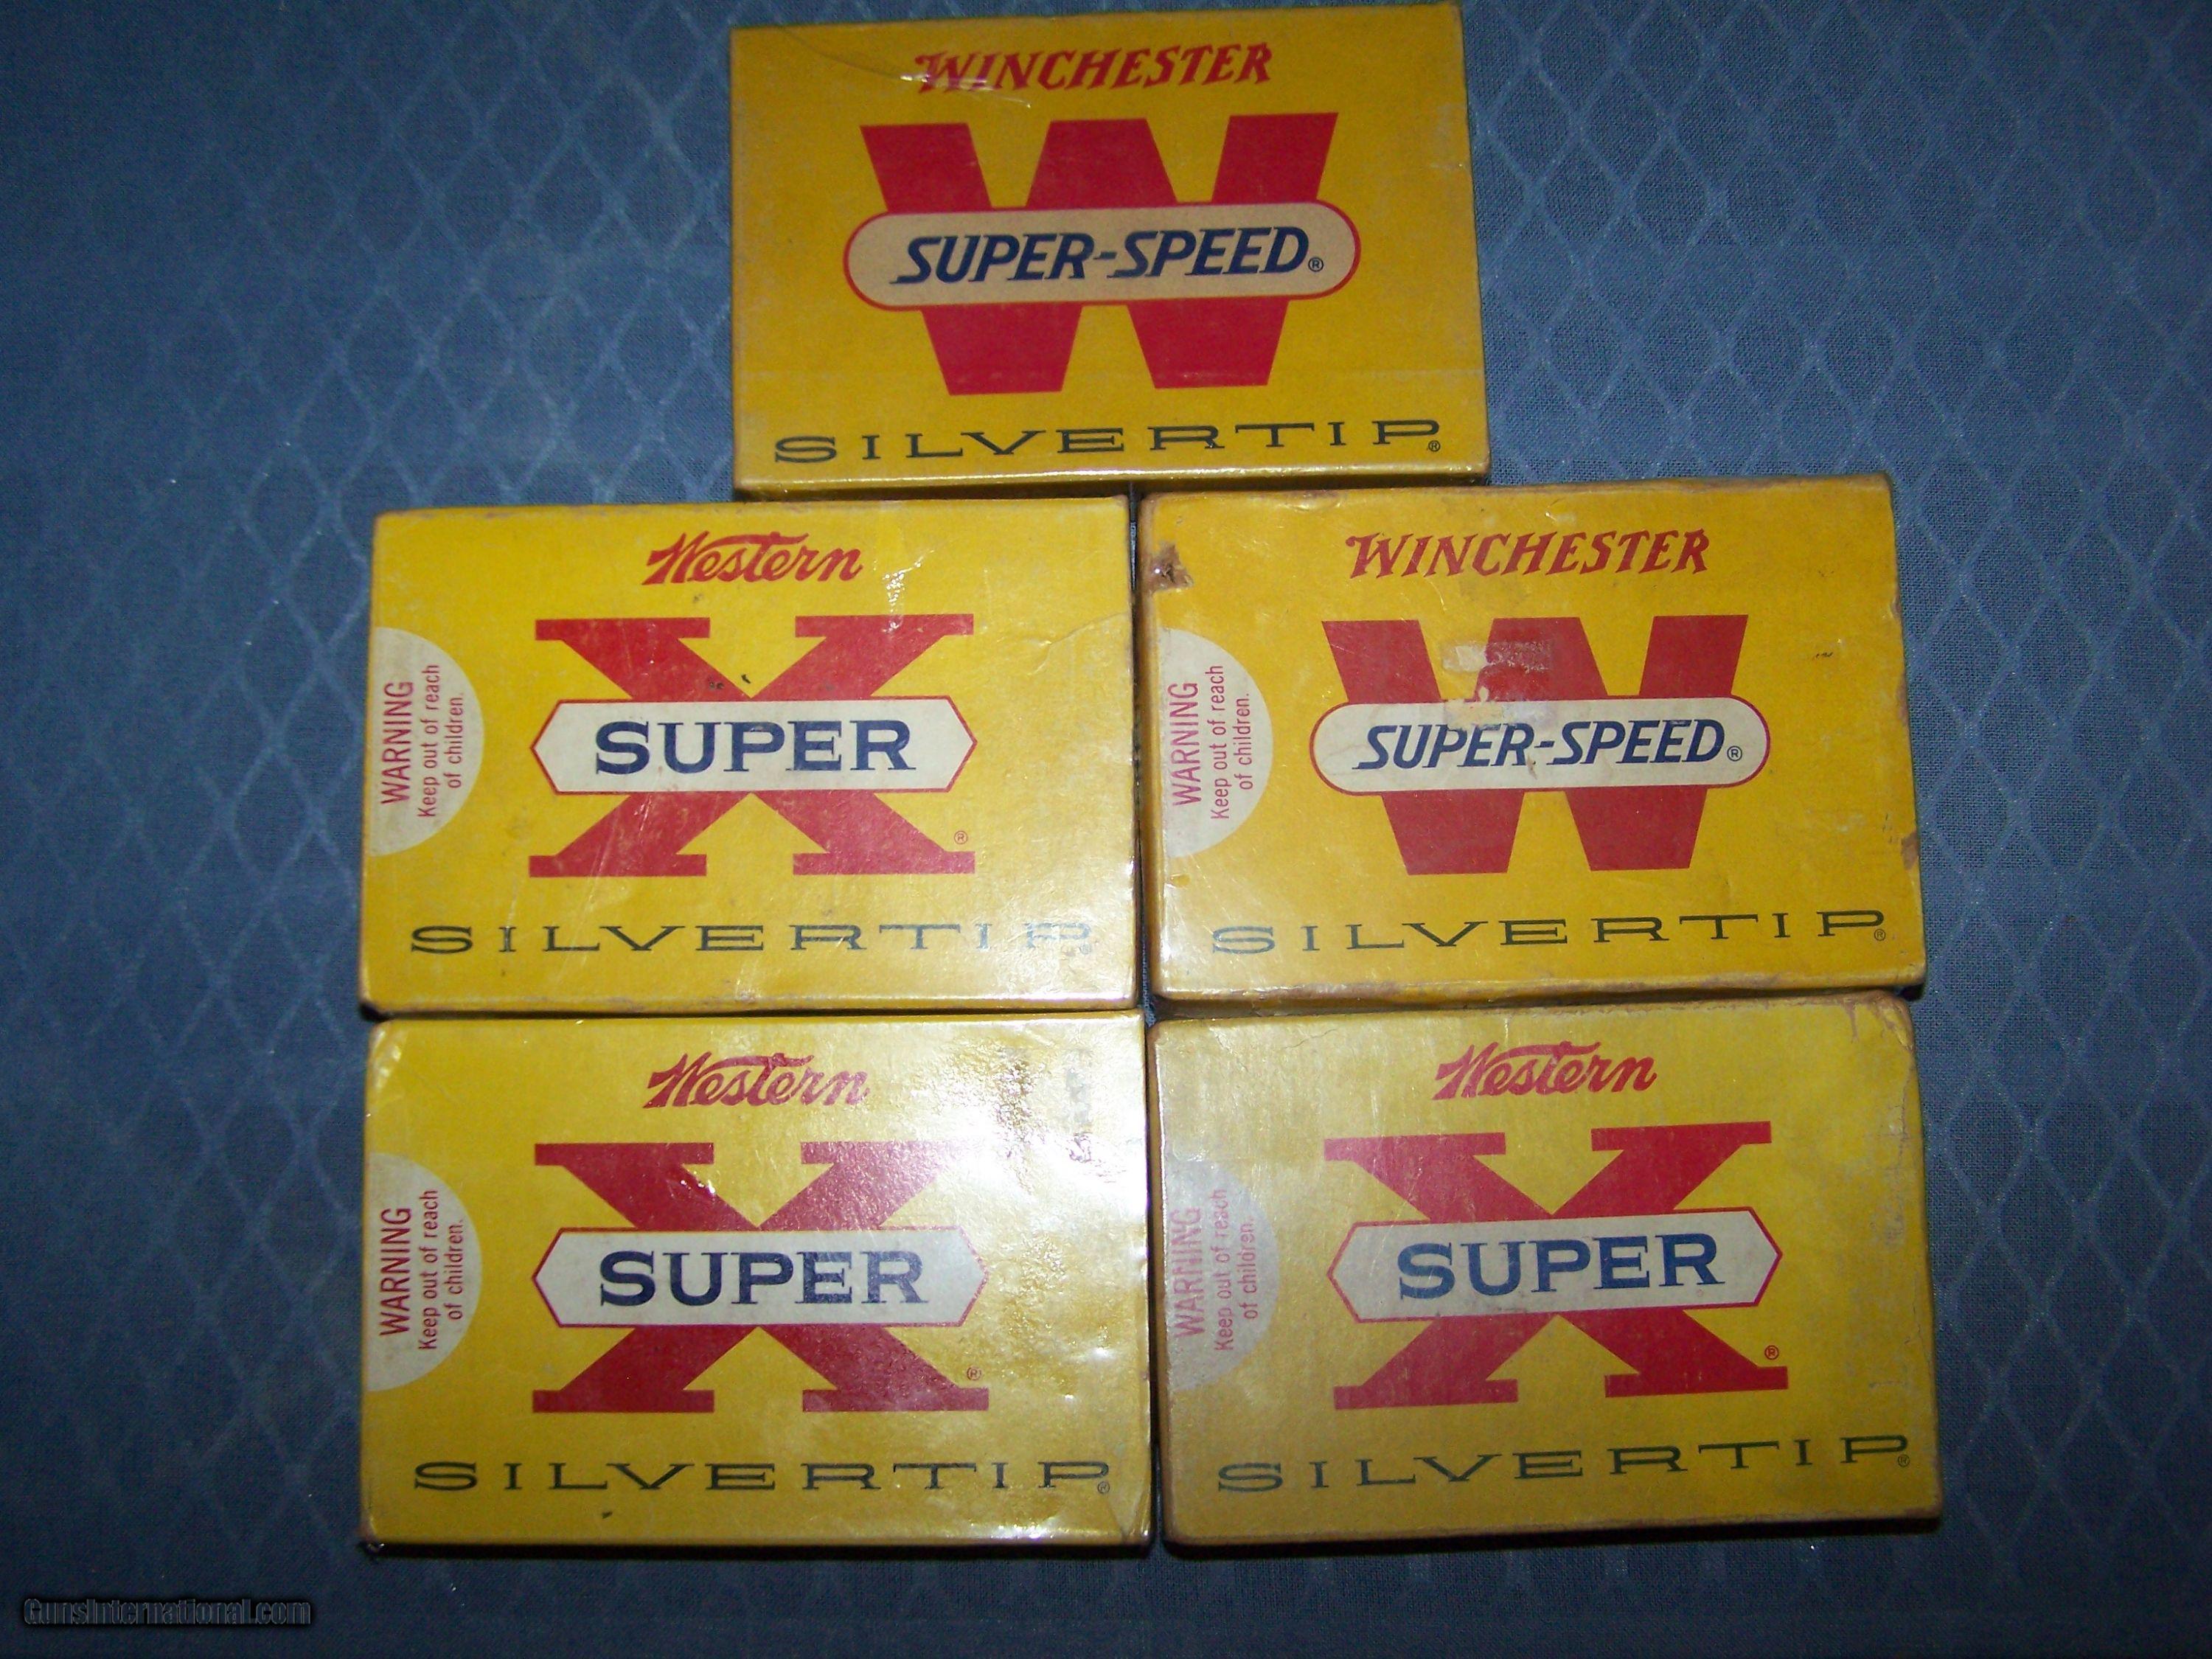 WINCHESTER
W
SUPER-SPEED®
SILVERTIP®
Western
X
SUPER
®
SILVERTIP®
WARNING
Keep out of reach
of children.
WINCHESTER
W
SUPER-SPEED®
SILVERTIP®
WARNING
Keep out of reach
of children.
Western
X
SUPER
®
SILVERTIP®
WARNING
Keep out of reach
of children.
Western
X
SUPER
®
SILVERTIP®
WARNING
Keep out of reach
of children.
GunsInternational.com